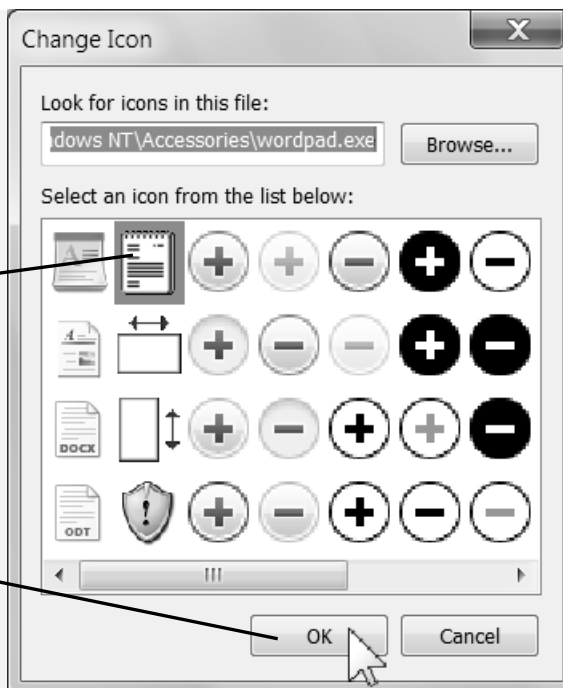 Change Icon
X
Look for icons in this file:
ndows NT\Accessories\wordpad.exe
Browse...
Select an icon from the list below:
A
A
DOCX
ODT
OK
Cancel